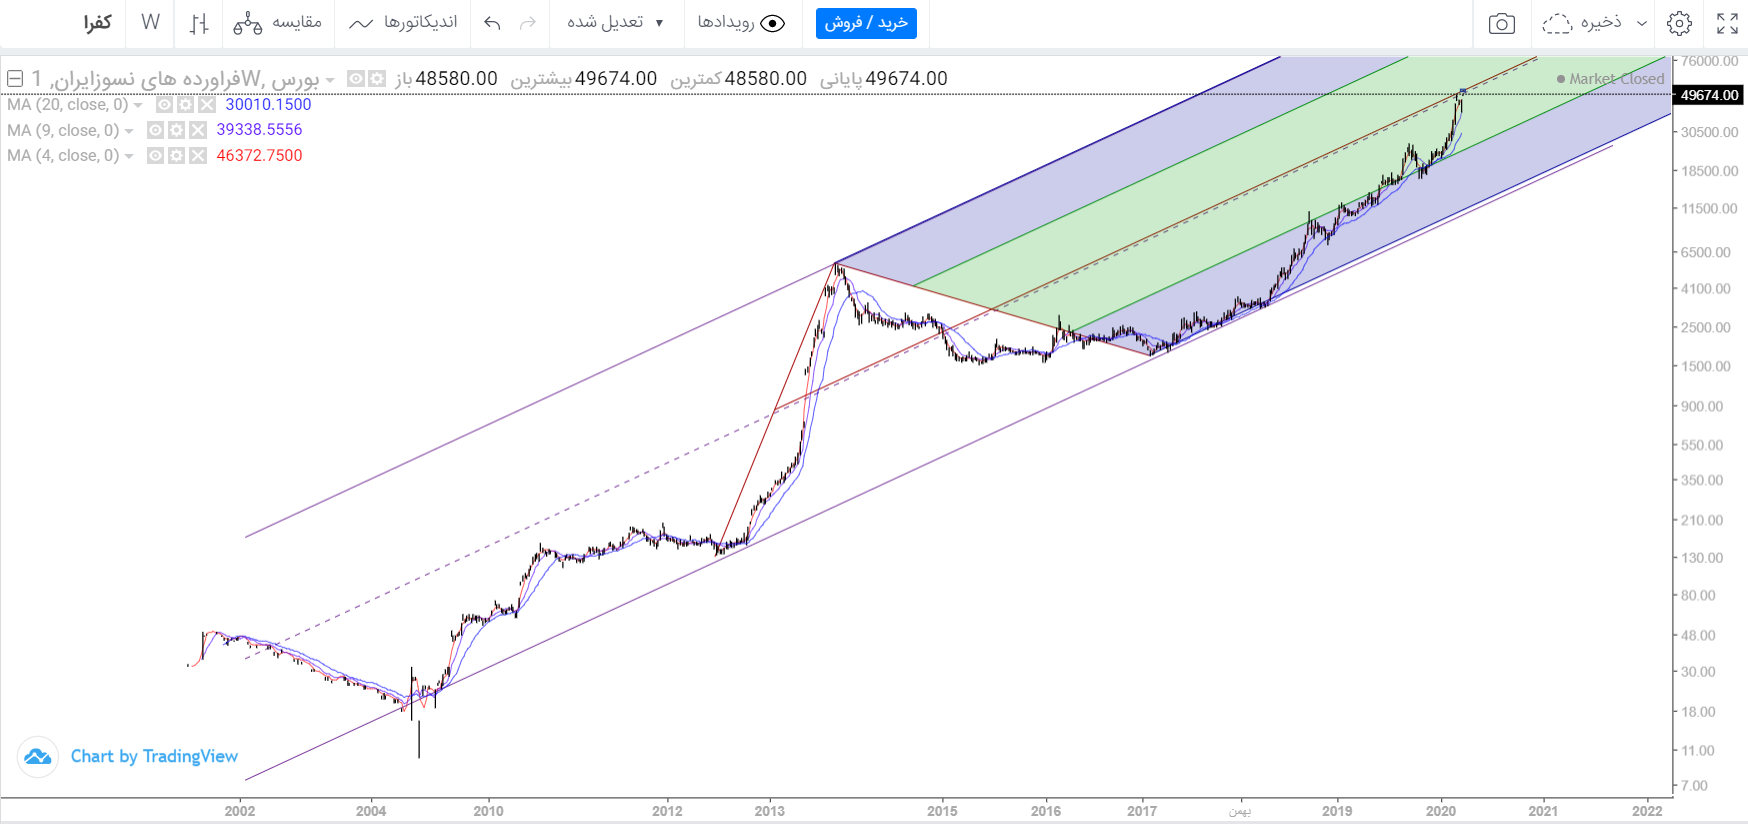 کفرا
W
مقایسه
اندیکاتورها
تعدیل شده
رویدادها
خرید / فروش
ذخیره
فراورده های نسوزایران, 1W, بورس
باز 48580.00 بیشترین 49674.00 کمترین 48580.00 پایانی 49674.00
Market Closed
MA (20, close, 0) 30010.1500
MA (9, close, 0) 39338.5556
MA (4, close, 0) 46372.7500
76000.00
49674.00
30500.00
18500.00
11500.00
6500.00
4100.00
2500.00
1500.00
900.00
550.00
350.00
210.00
130.00
80.00
48.00
30.00
18.00
11.00
7.00
Chart by TradingView
2002 2004 2010 2012 2013 2015 2016 2017 بهمن 2019 2020 2021 2022